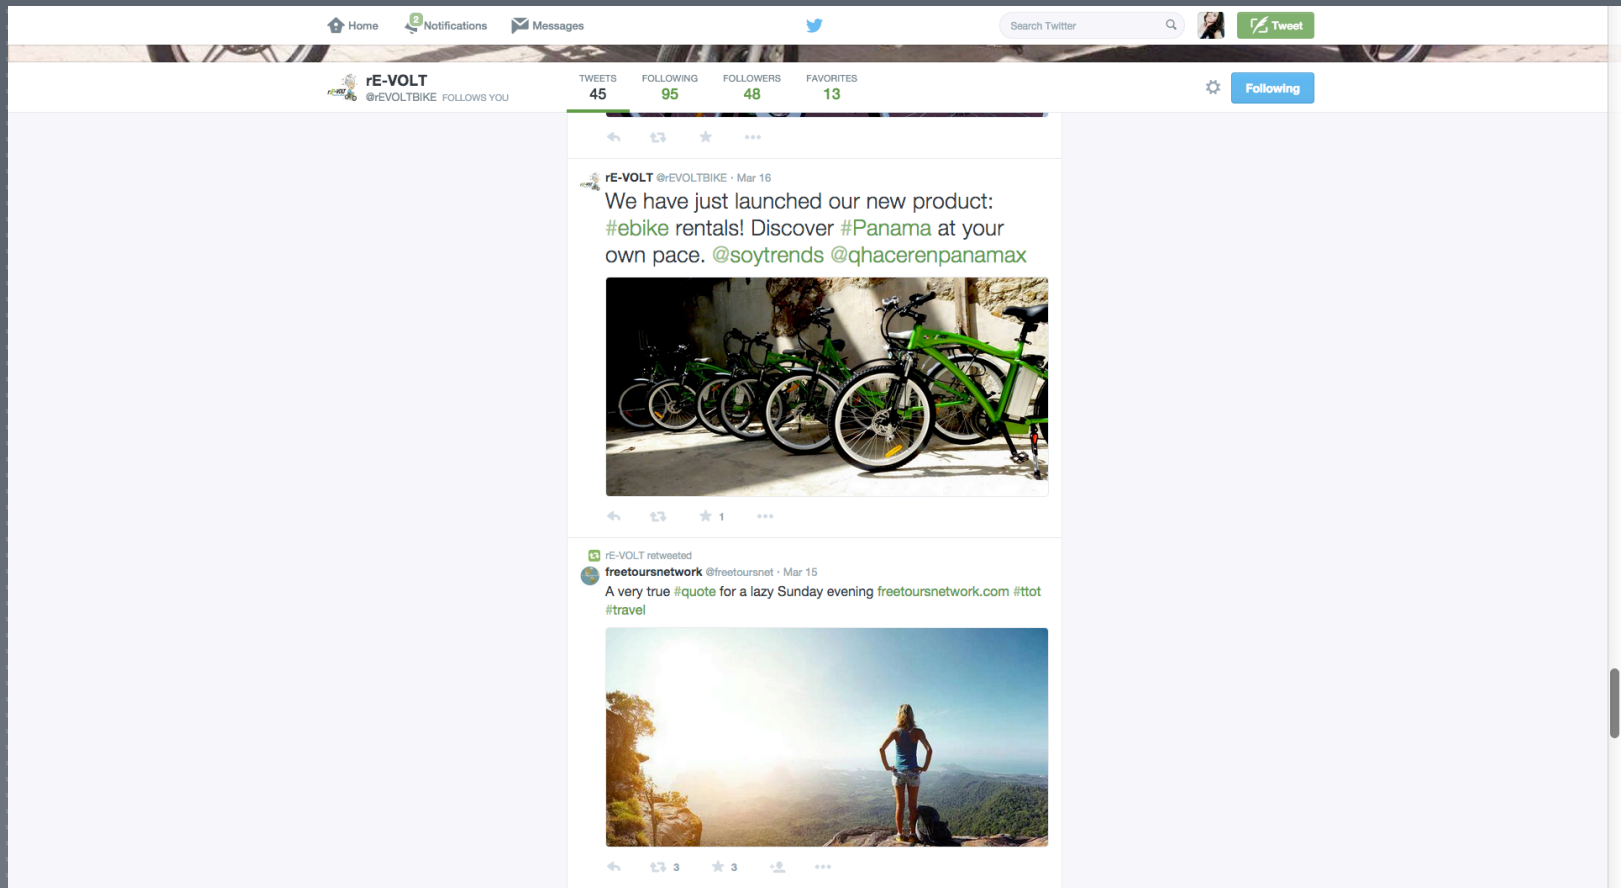 Home
2
Notifications
Messages
Search Twitter
Tweet
rE-VOLT
@rEVOLTBIKE FOLLOWS YOU
TWEETS
45
FOLLOWING
95
FOLLOWERS
48
FAVORITES
13
Following
rE-VOLT @rEVOLTBIKE · Mar 16
We have just launched our new product:
#ebike rentals! Discover #Panama at your
own pace. @soytrends @qhacerenpanamax
1
rE-VOLT retweeted
freetoursnetwork @freetoursnet · Mar 15
A very true #quote for a lazy Sunday evening freetoursnetwork.com #ttot
#travel
3
3